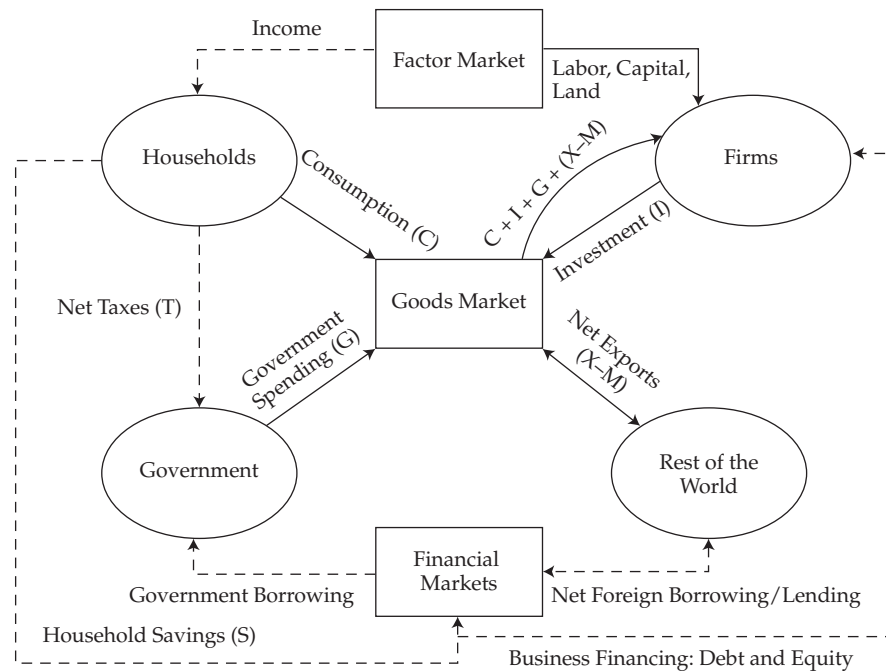 Income
Factor Market
Labor, Capital,
Land
Households
Firms
Consumption (C)
C + I + G + (X–M)
Investment (I)
Goods Market
Net Taxes (T)
Government
Spending (G)
Net Exports
(X–M)
Government
Rest of the
World
Financial
Markets
Government Borrowing
Net Foreign Borrowing/Lending
Household Savings (S)
Business Financing: Debt and Equity